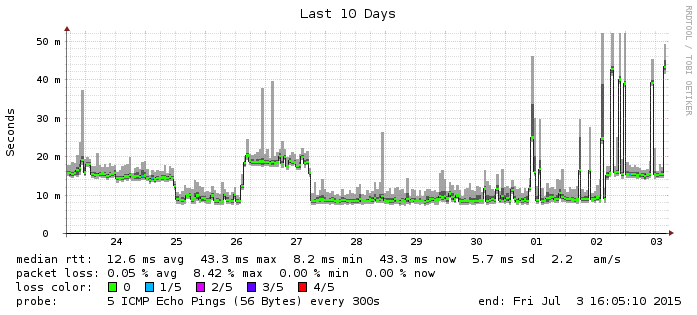 Last 10 Days
RRDTOOL / TOBI OETIKER
Seconds
50 m
40 m
30 m
20 m
10 m
0
24 25 26 27 28 29 30 01 02 03
median rtt: 12.6 ms avg 43.3 ms max 8.2 ms min 43.3 ms now 5.7 ms sd 2.2 am/s
packet loss: 0.05 % avg 8.42 % max 0.00 % min 0.00 % now
loss color: 0 1/5 2/5 3/5 4/5
probe: 5 ICMP Echo Pings (56 Bytes) every 300s end: Fri Jul 3 16:05:10 2015